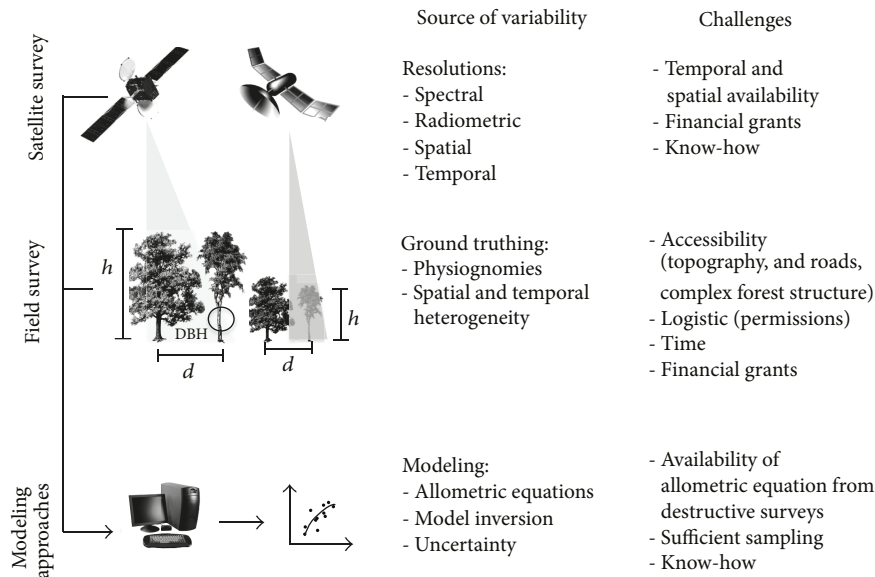 Source of variability
Challenges
Satellite survey
Resolutions:
- Spectral
- Radiometric
- Spatial
- Temporal
- Temporal and
spatial availability
- Financial grants
- Know-how
Field survey
h
DBH
d
d
h
Ground truthing:
- Physiognomies
- Spatial and temporal
heterogeneity
- Accessibility
(topography, and roads,
complex forest structure)
- Logistic (permissions)
- Time
- Financial grants
Modeling
approaches
Modeling:
- Allometric equations
- Model inversion
- Uncertainty
- Availability of
allometric equation from
destructive surveys
- Sufficient sampling
- Know-how